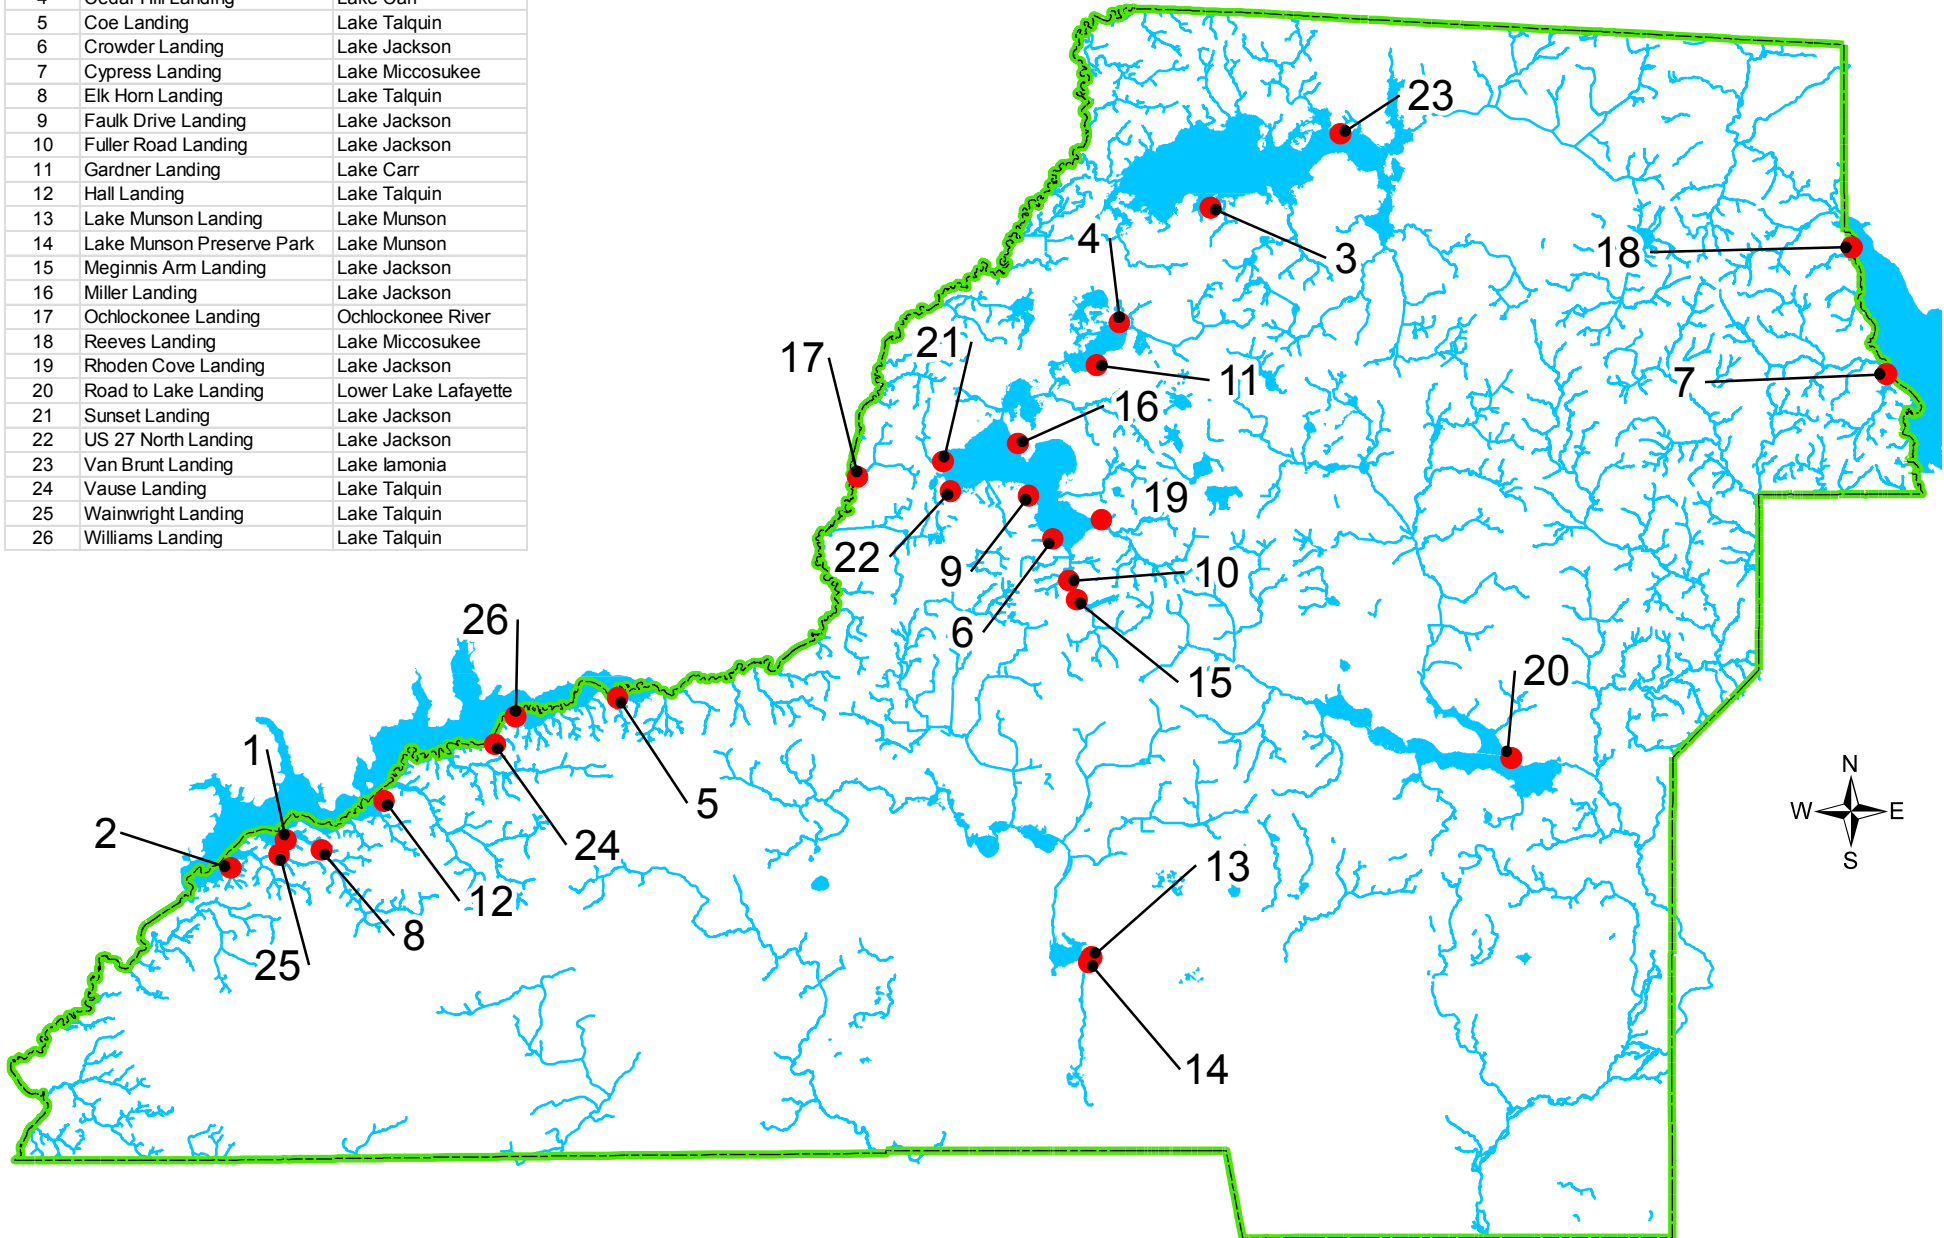 4 Cedar Hill Landing Lake Carr
5 Coe Landing Lake Talquin
6 Crowder Landing Lake Jackson
7 Cypress Landing Lake Miccosukee
8 Elk Horn Landing Lake Talquin
9 Faulk Drive Landing Lake Jackson
10 Fuller Road Landing Lake Jackson
11 Gardner Landing Lake Carr
12 Hall Landing Lake Talquin
13 Lake Munson Landing Lake Munson
14 Lake Munson Preserve Park Lake Munson
15 Meginnis Arm Landing Lake Jackson
16 Miller Landing Lake Jackson
17 Ochlockonee Landing Ochlockonee River
18 Reeves Landing Lake Miccosukee
19 Rhoden Cove Landing Lake Jackson
20 Road to Lake Landing Lower Lake Lafayette
21 Sunset Landing Lake Jackson
22 US 27 North Landing Lake Jackson
23 Van Brunt Landing Lake Iamonia
24 Vause Landing Lake Talquin
25 Wainwright Landing Lake Talquin
26 Williams Landing Lake Talquin
23
4
3
18
21
17
11
7
16
19
22
9
10
6
26
15
20
1
5
2
24
13
12
8
25
14
N
W E
S